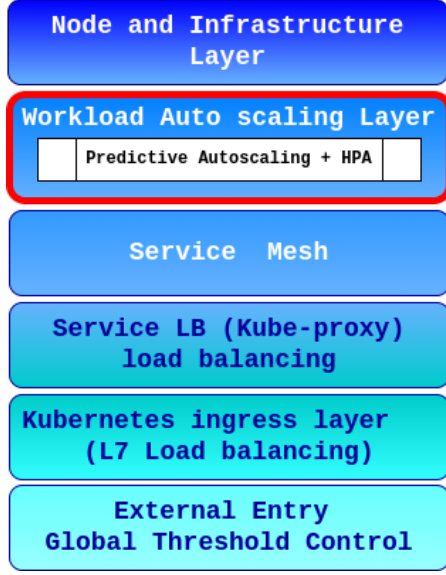 Node and Infrastructure
Layer
Workload Auto scaling Layer
Predictive Autoscaling + HPA
Service Mesh
Service LB (Kube-proxy)
load balancing
Kubernetes ingress layer
(L7 Load balancing)
External Entry
Global Threshold Control